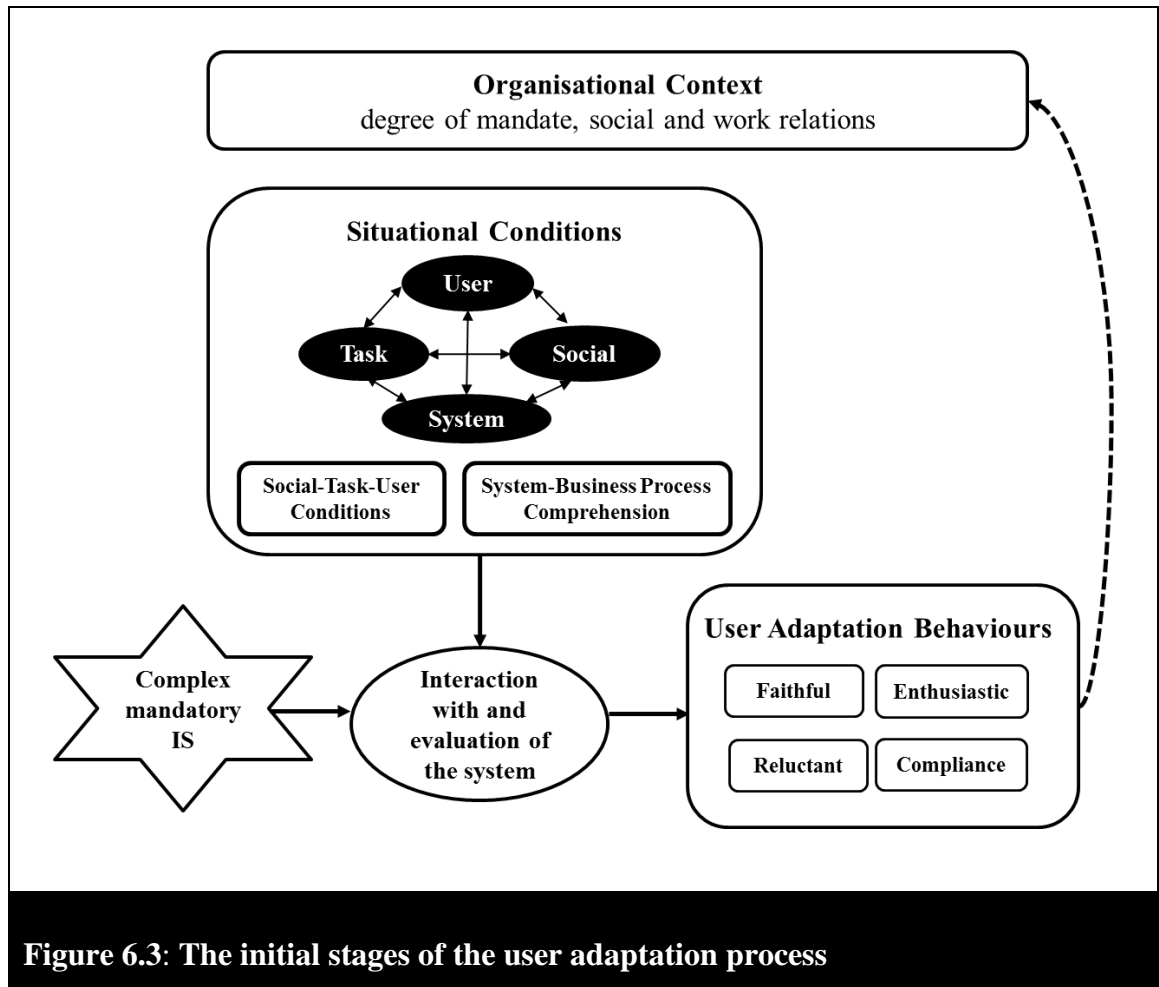 Organisational Context
degree of mandate, social and work relations
Situational Conditions
User
Task
Social
System
Social-Task-User
Conditions
System-Business Process
Comprehension
Complex
mandatory
IS
Interaction
with and
evaluation of
the system
User Adaptation Behaviours
Faithful
Enthusiastic
Reluctant
Compliance
Figure 6.3: The initial stages of the user adaptation process